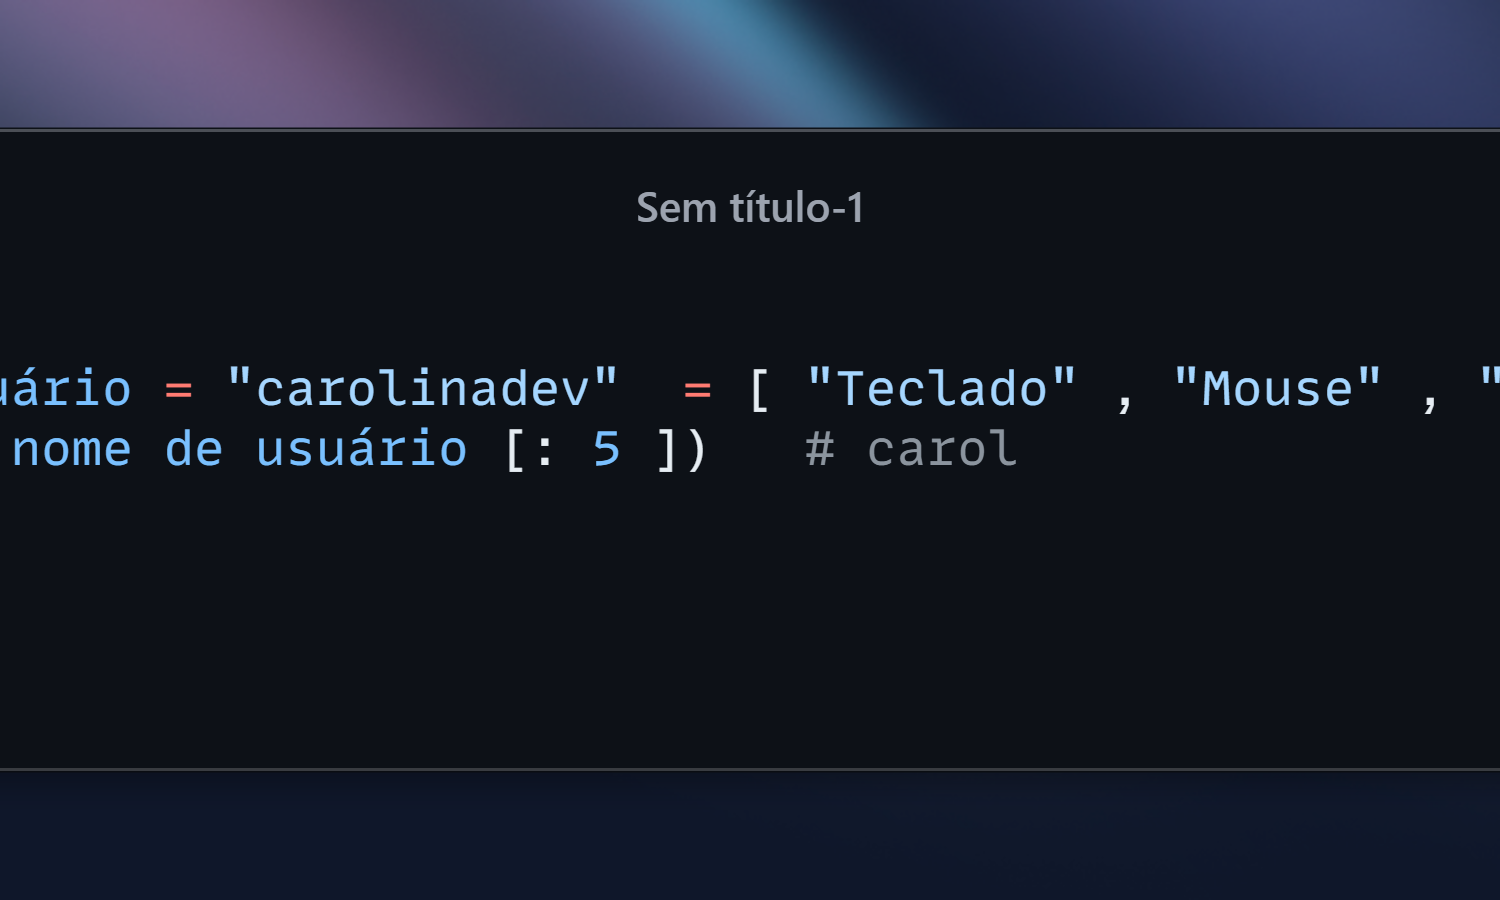 Sem título-1
uário = "carolinadev"  = [ "Teclado" , "Mouse" , "
nome de usuário [: 5 ])   # carol